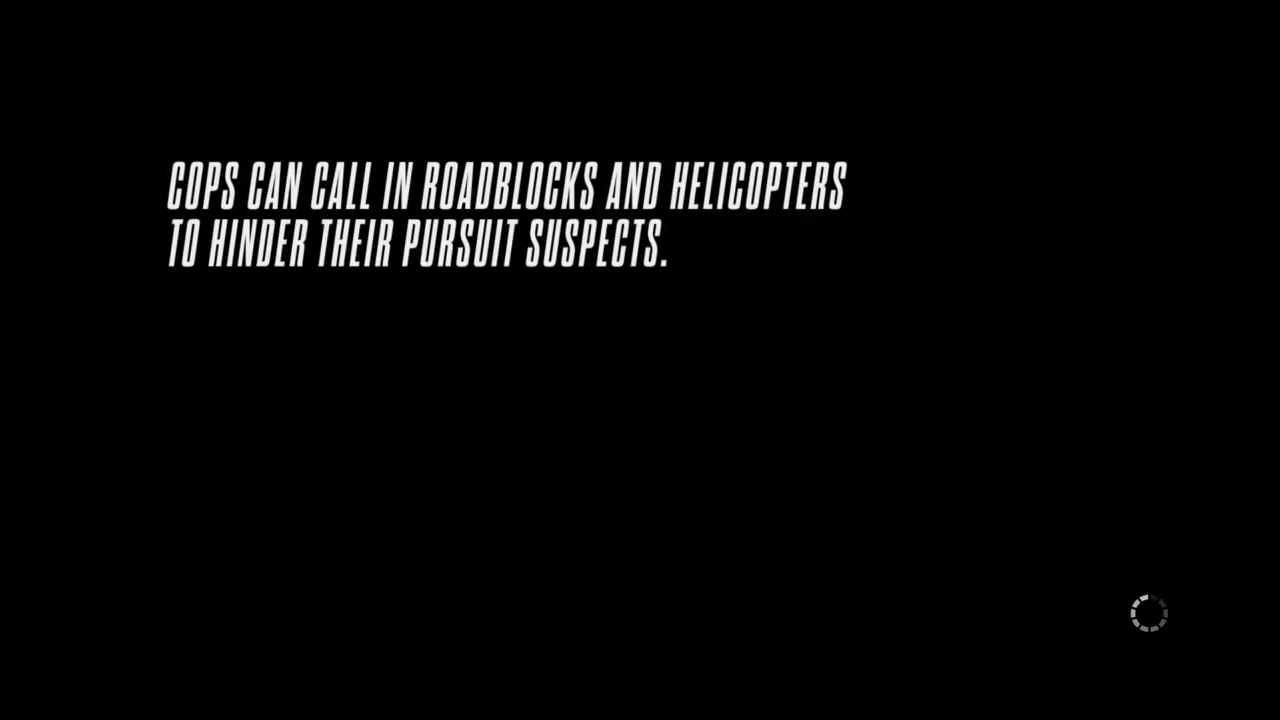 COPS CAN CALL IN ROADBLOCKS AND HELICOPTERS
TO HINDER THEIR PURSUIT SUSPECTS.